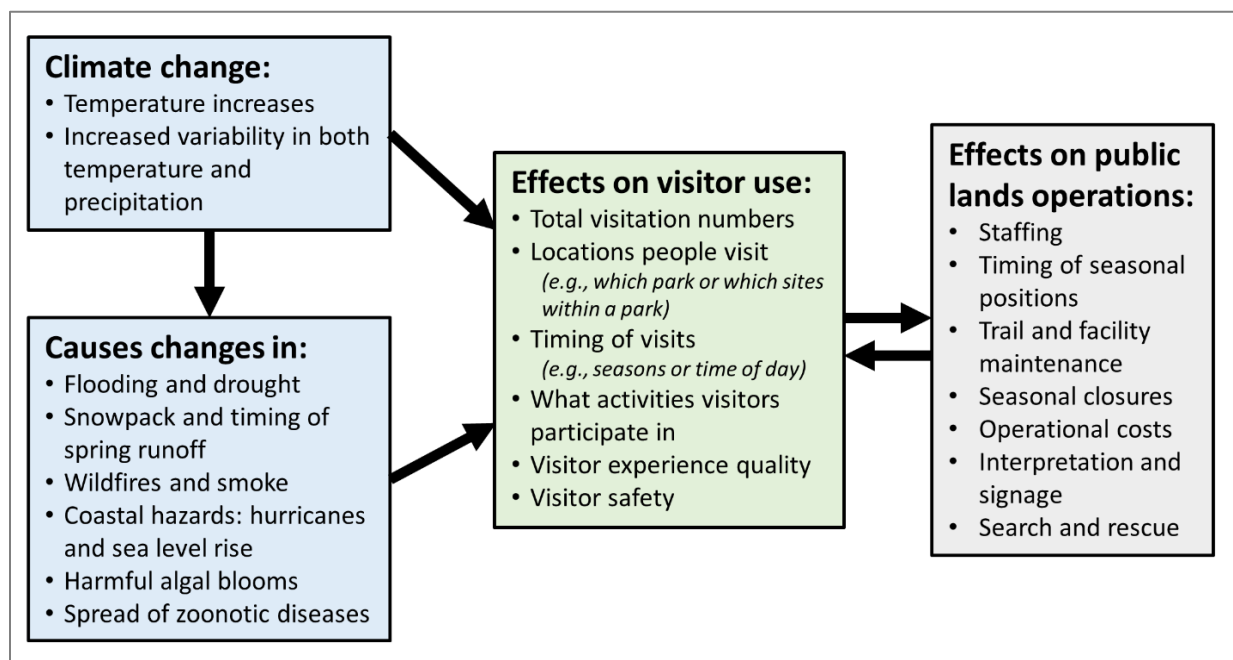 Climate change:
• Temperature increases
• Increased variability in both
temperature and
precipitation
Causes changes in:
• Flooding and drought
• Snowpack and timing of
spring runoff
• Wildfires and smoke
• Coastal hazards: hurricanes
and sea level rise
• Harmful algal blooms
• Spread of zoonotic diseases
Effects on visitor use:
• Total visitation numbers
• Locations people visit
(e.g., which park or which sites
within a park)
• Timing of visits
(e.g., seasons or time of day)
• What activities visitors
participate in
• Visitor experience quality
• Visitor safety
Effects on public
lands operations:
• Staffing
• Timing of seasonal
positions
• Trail and facility
maintenance
• Seasonal closures
• Operational costs
• Interpretation and
signage
• Search and rescue